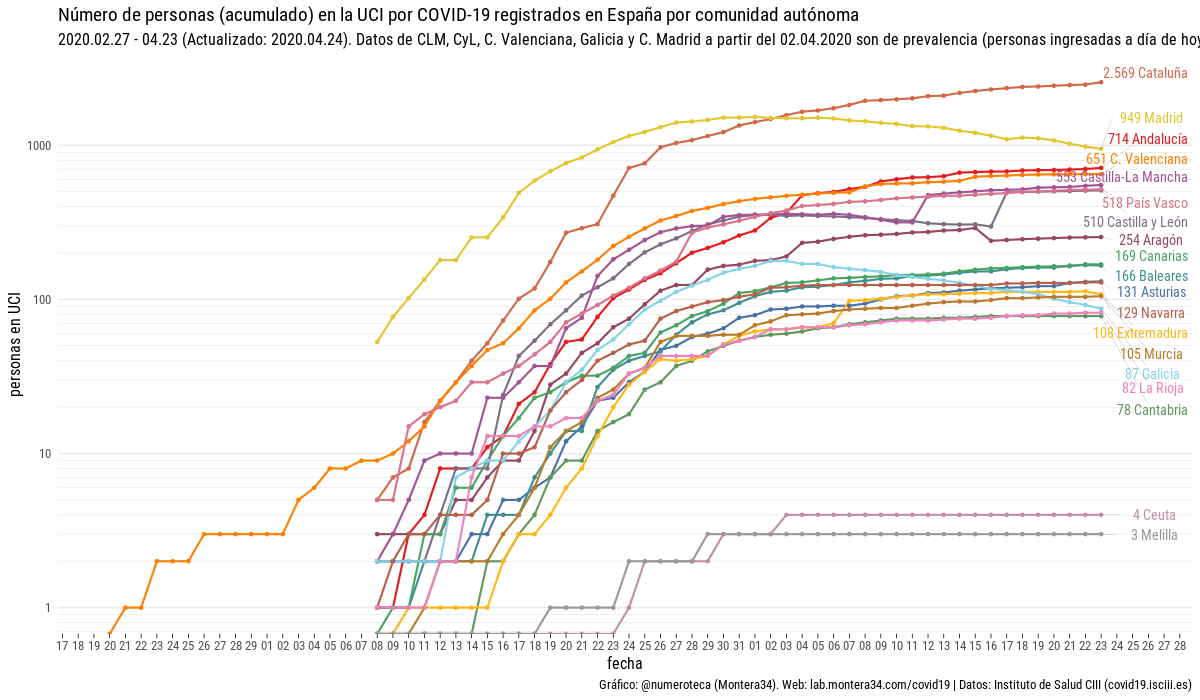 Número de personas (acumulado) en la UCI por COVID-19 registrados en España por comunidad autónoma
2020.02.27 - 04.23 (Actualizado: 2020.04.24). Datos de CLM, CyL, C. Valenciana, Galicia y C. Madrid a partir del 02.04.2020 son de prevalencia (personas ingresadas a día de hoy
2.569 Cataluña
949 Madrid
714 Andalucía
651 C. Valenciana
553 Castilla-La Mancha
518 País Vasco
510 Castilla y León
254 Aragón
169 Canarias
166 Baleares
131 Asturias
129 Navarra
108 Extremadura
105 Murcia
87 Galicia
82 La Rioja
78 Cantabria
4 Ceuta
3 Melilla
1000
100
10
1
personas en UCI
17 18 19 20 21 22 23 24 25 26 27 28 29 01 02 03 04 05 06 07 08 09 10 11 12 13 14 15 16 17 18 19 20 21 22 23 24 25 26 27 28 29 30 31 01 02 03 04 05 06 07 08 09 10 11 12 13 14 15 16 17 18 19 20 21 22 23 24 25 26 27 28
fecha
Gráfico: @numeroteca (Montera34). Web: lab.montera34.com/covid19 | Datos: Instituto de Salud CIII (covid19.isciii.es)